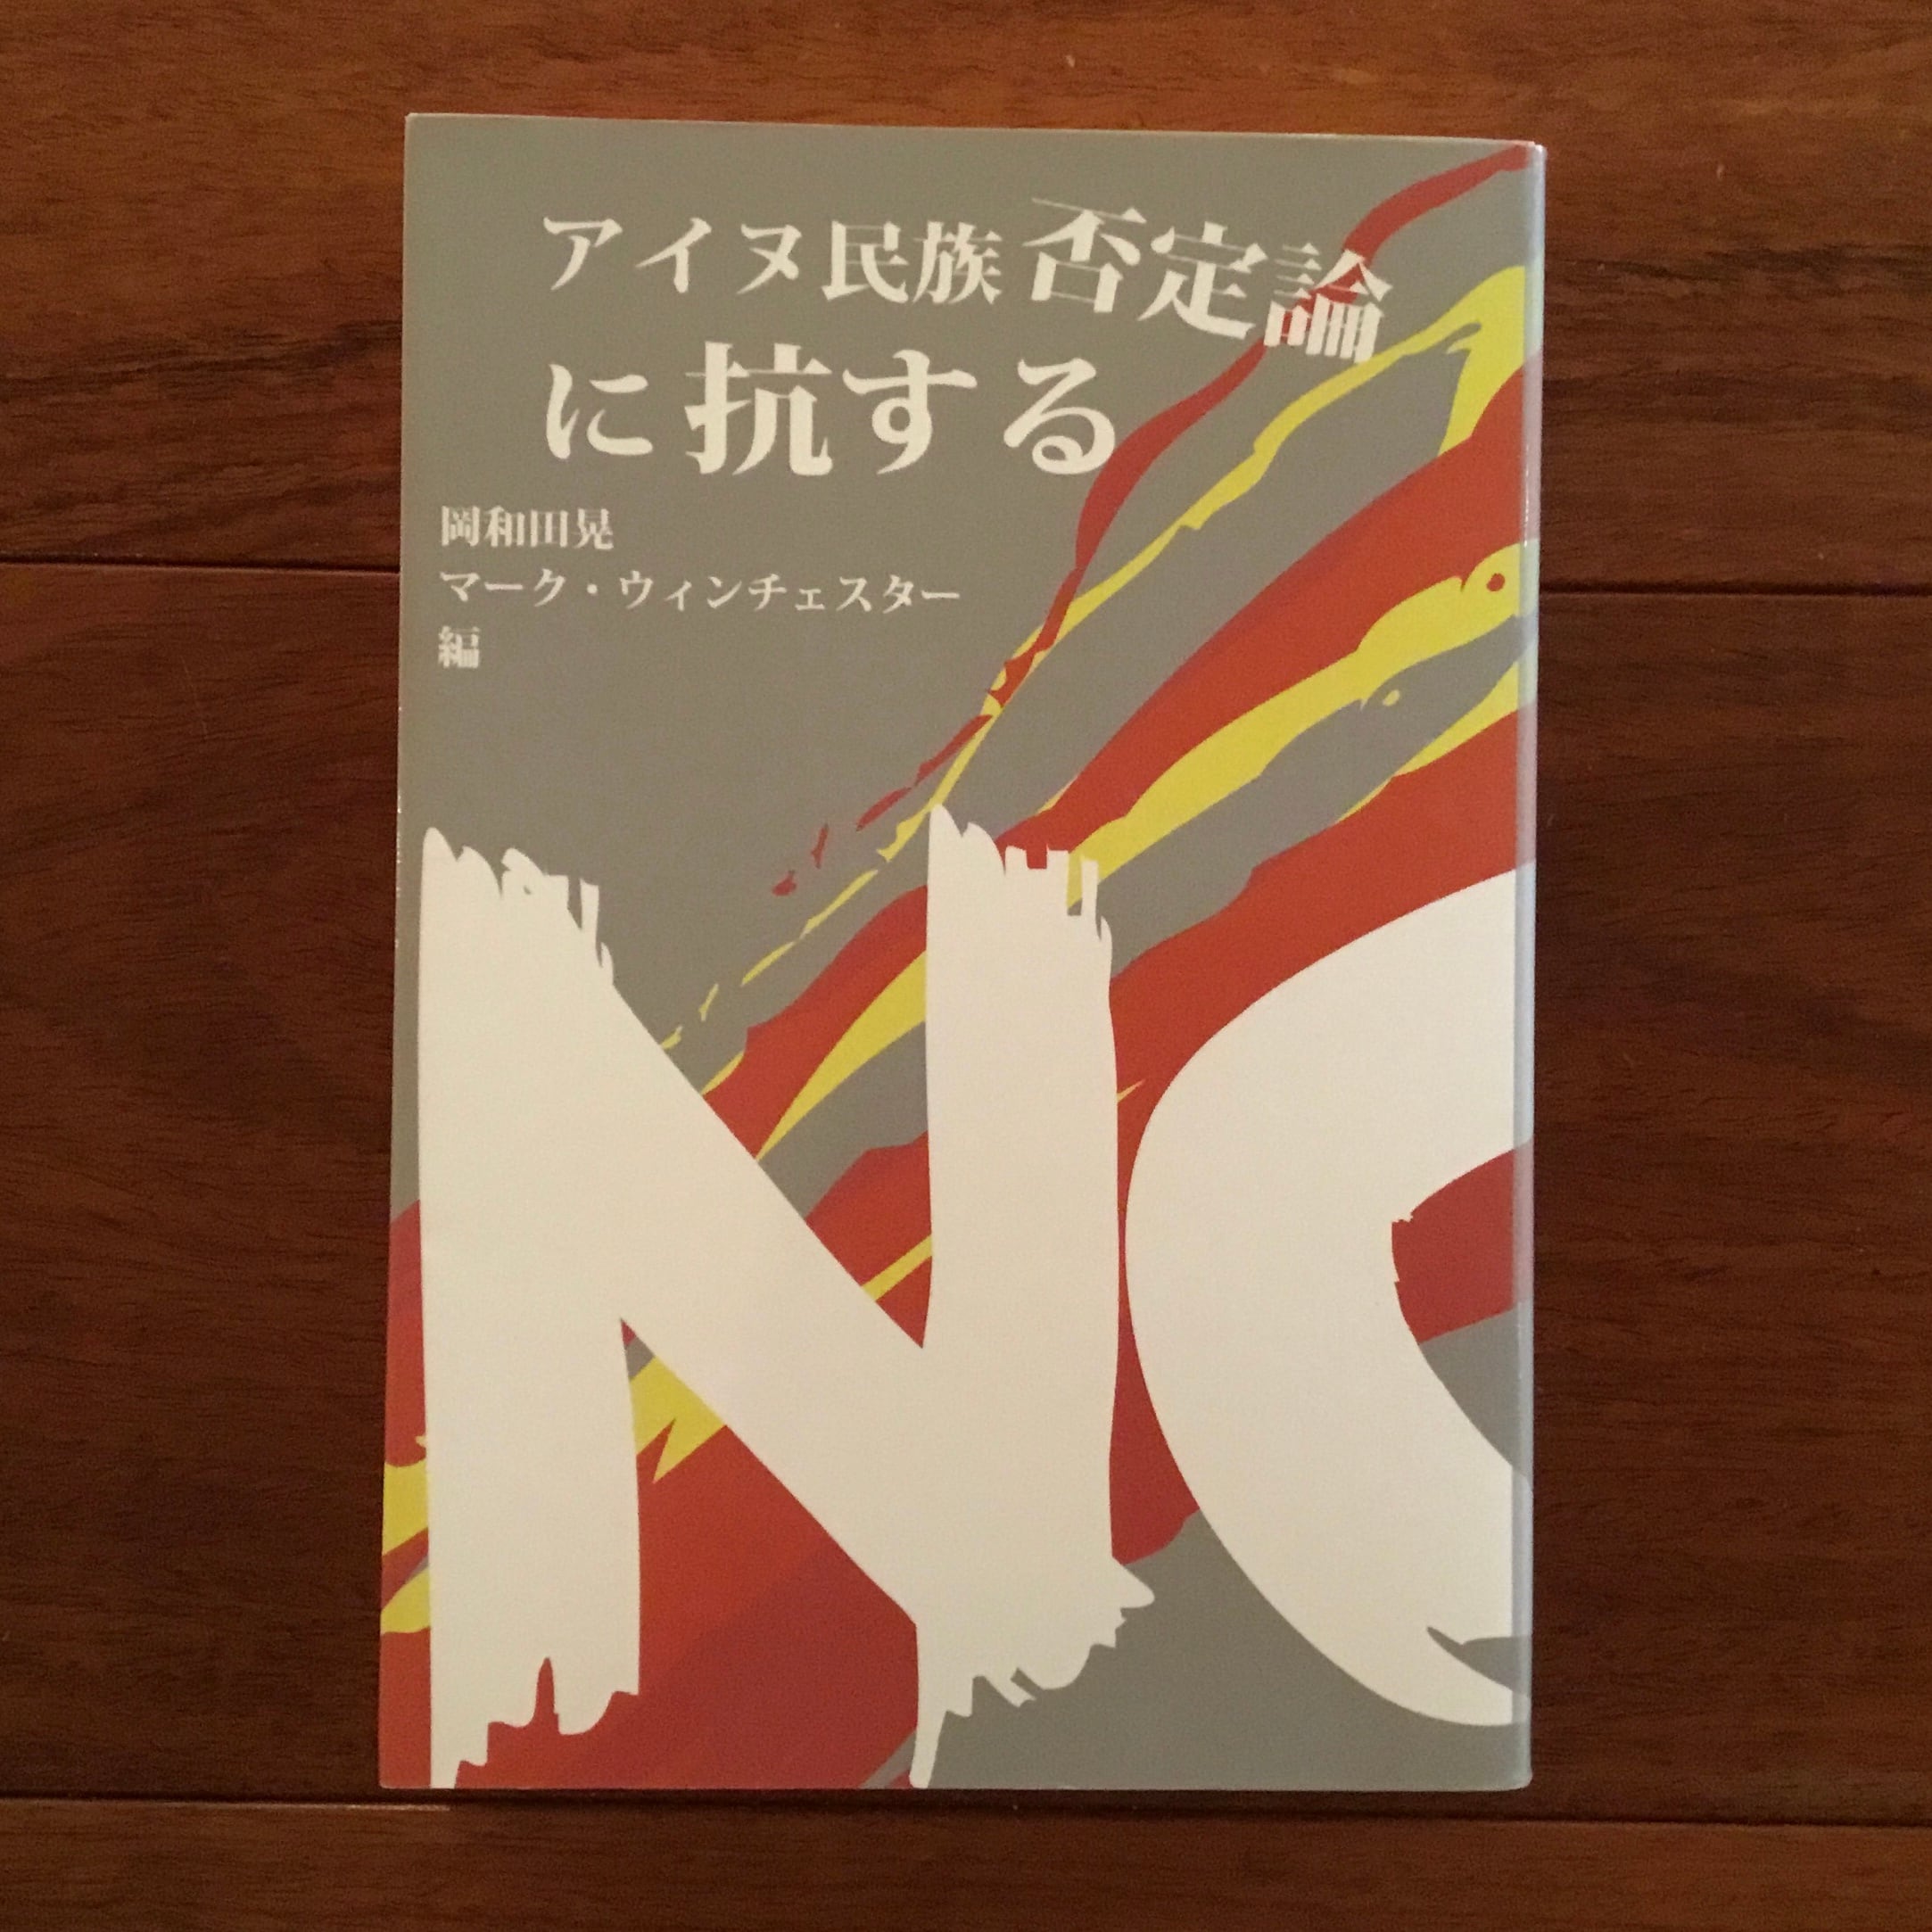 アイヌ民族否定論
に抗する
岡和田晃
マーク・ウィンチェスター
編
NO